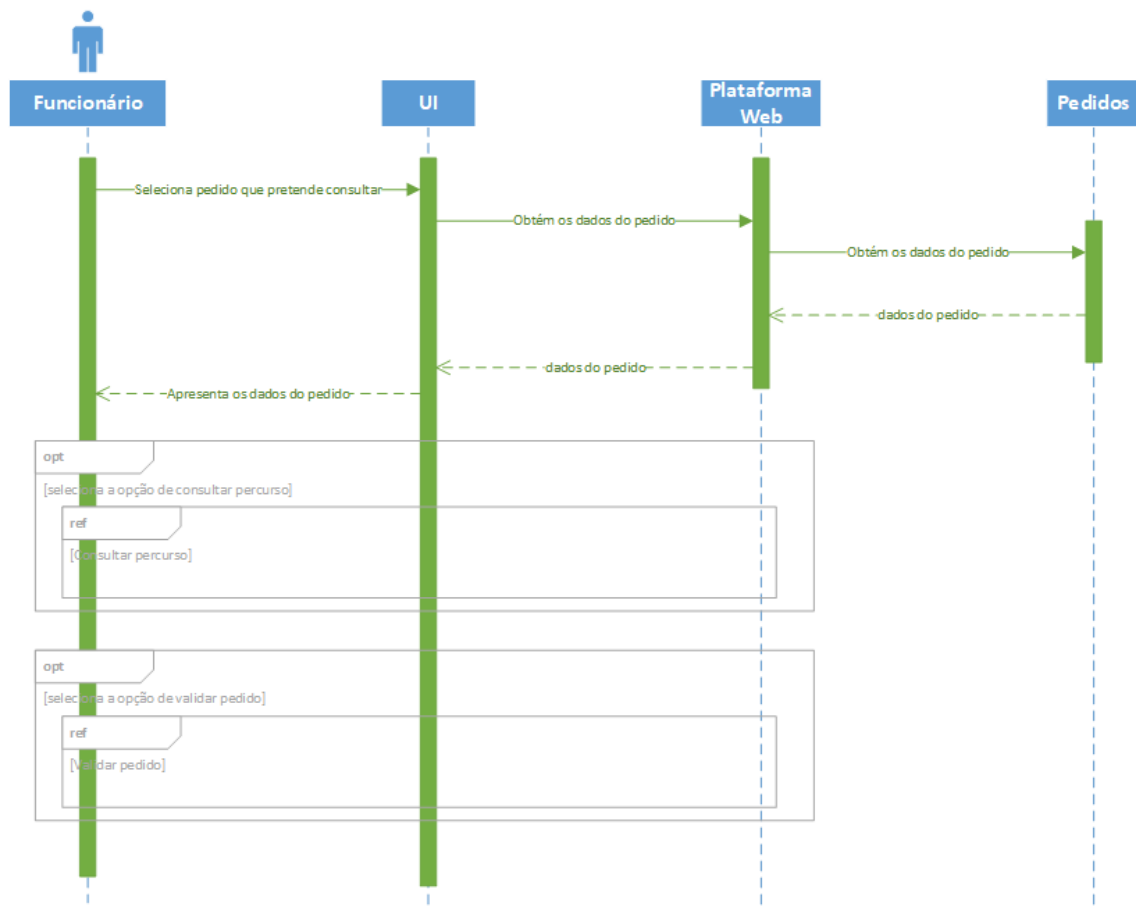 Funcionário
UI
Plataforma
Web
Pedidos
Seleciona pedido que pretende consultar
Obtém os dados do pedido
Obtém os dados do pedido
dados do pedido
dados do pedido
Apresenta os dados do pedido
opt
[seleciona a opção de consultar percurso]
ref
[Consultar percurso]
opt
[seleciona a opção de validar pedido]
ref
[Validar pedido]